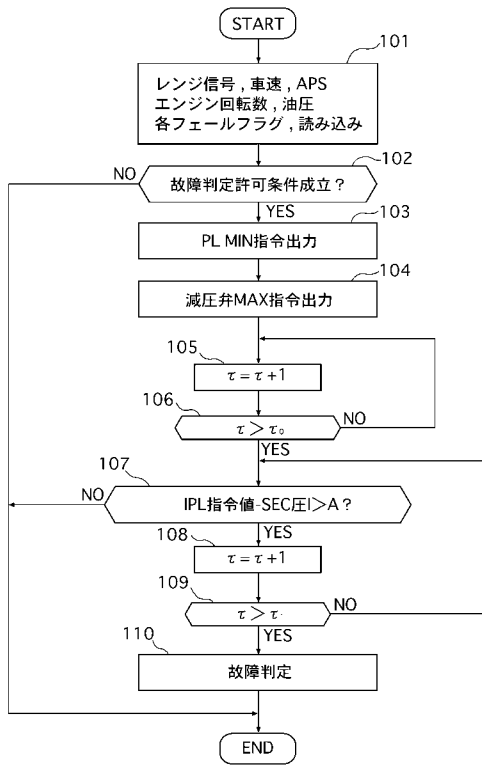 START
101
レンジ信号 , 車速 , APS
エンジン回転数 , 油圧
各フェールフラグ , 読み込み
102
NO
故障判定許可条件成立？
YES
103
PL MIN指令出力
104
減圧弁MAX指令出力
105
τ = τ +1
106
τ > τ₀
NO
YES
107
NO
IPL指令値-SEC圧I＞A？
YES
108
τ = τ +1
109
τ > τ
NO
YES
110
故障判定
END